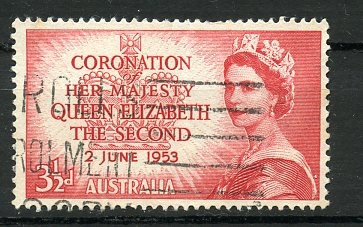 CORONATION
of
HER MAJESTY
QUEEN ELIZABETH
THE SECOND
2 JUNE 1953
3½d AUSTRALIA